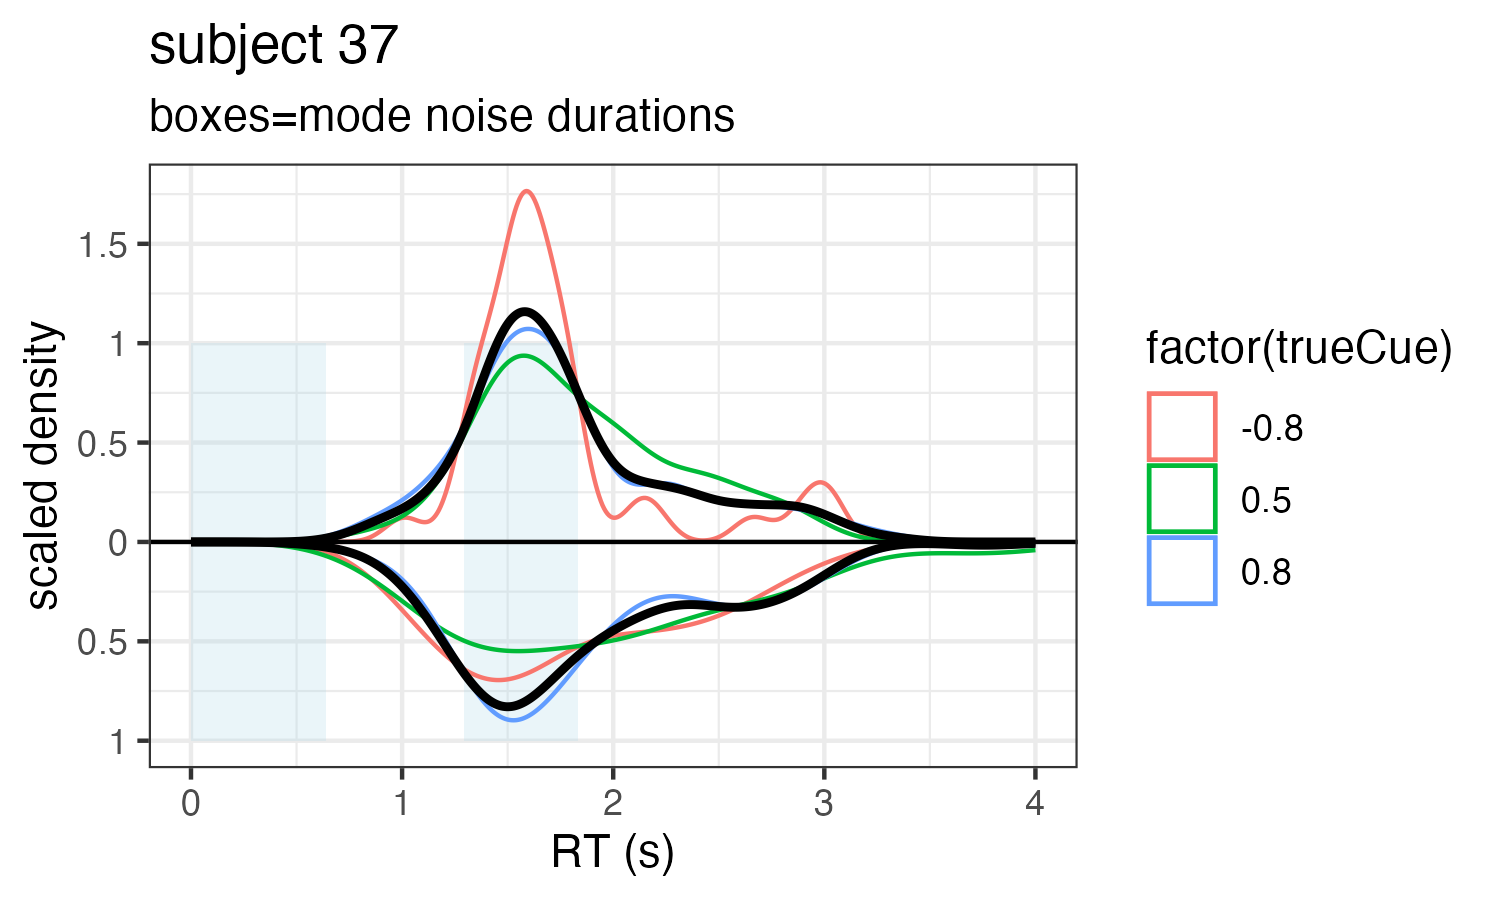 subject 37
boxes=mode noise durations
scaled density
1.5
1
0.5
0
0.5
1
0
1
2
3
4
RT (s)
factor(trueCue)
-0.8
0.5
0.8